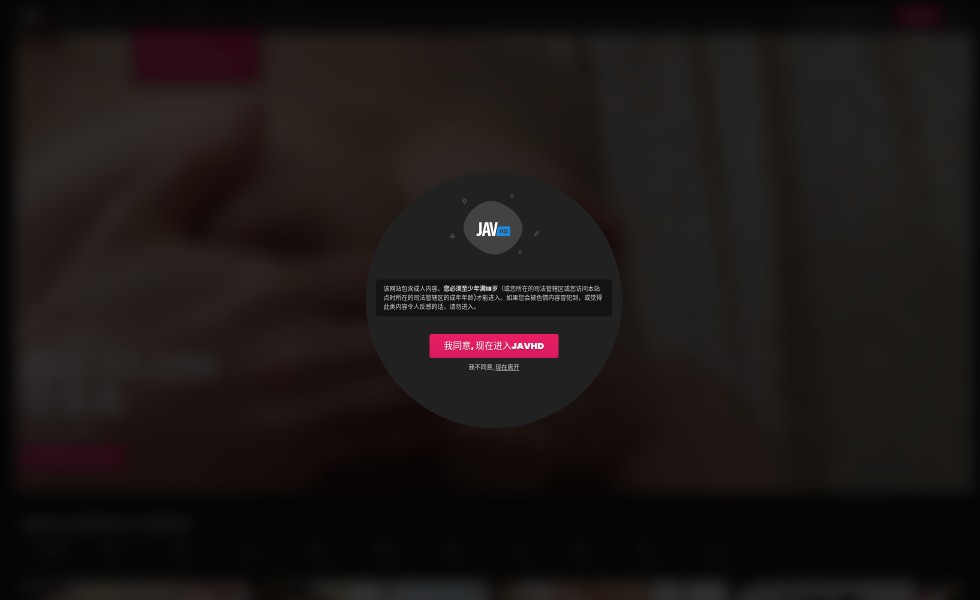 JAV HD
该网站包含成人内容。您必须至少年满18岁（或您所在的司法管辖区或您访问本站
点时所在的司法管辖区的成年年龄)才能进入。如果您会被色情内容冒犯到，或觉得
此类内容令人反感的话，请勿进入。
我同意, 现在进入JAVHD
我不同意, 现在离开